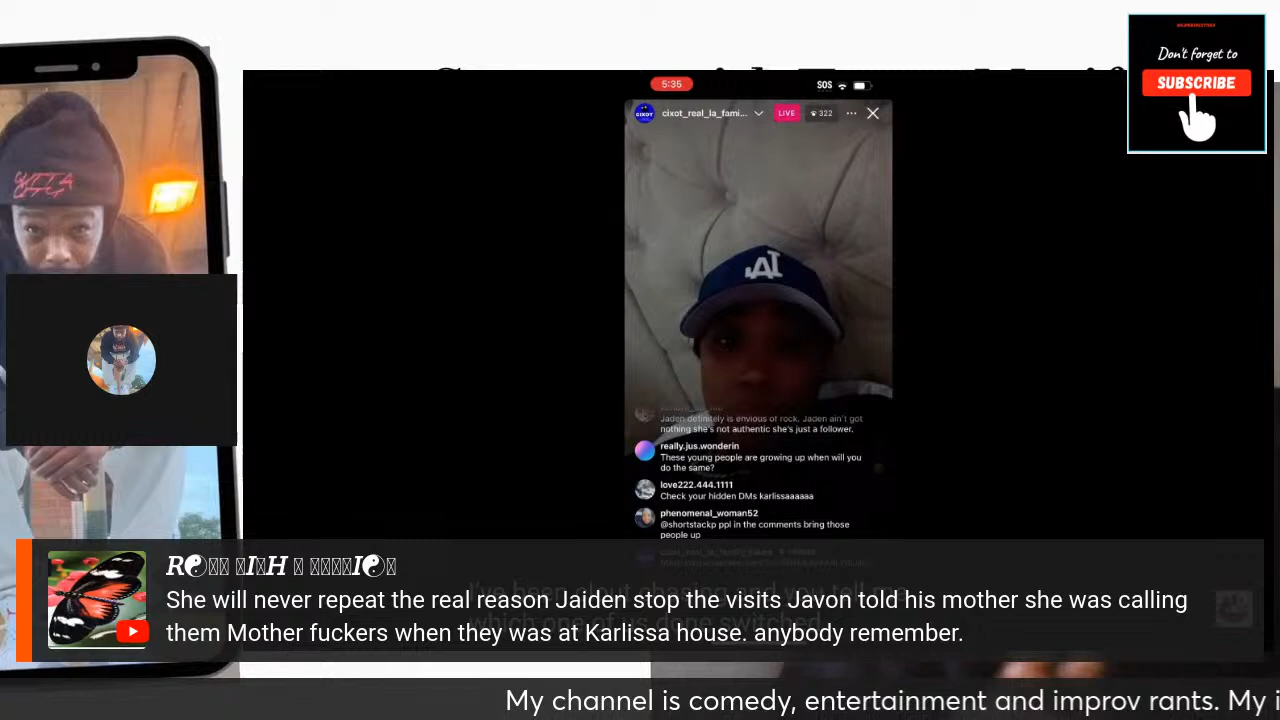 Don't forget to
SUBSCRIBE
5:35
SOS
CIXOT
cixot_real_la_fami...
LIVE
322
AI
Jaden definitely is envious of rock. Jaden ain't got
nothing she's not authentic she's just a follower.
really.jus.wonderin
These young people are growing up when will you
do the same?
love222.444.1111
Check your hidden DMs karlissaaaaaa
phenomenal_woman52
@shortstackp ppl in the comments bring those
people up
She will never repeat the real reason Jaiden stop the visits Javon told his mother she was calling
them Mother fuckers when they was at Karlissa house. anybody remember.
My channel is comedy, entertainment and improv rants. My i